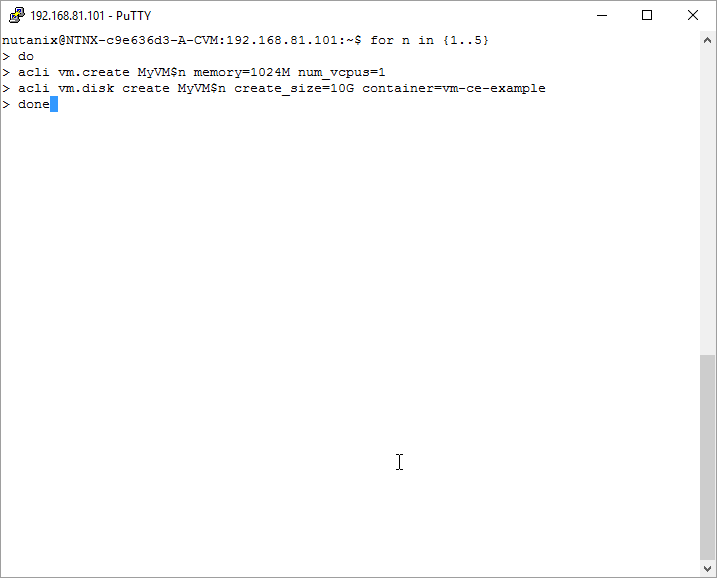 192.168.81.101 - PuTTY
nutanix@NTNX-c9e636d3-A-CVM:192.168.81.101:~$ for n in {1..5}
> do
> acli vm.create MyVM$n memory=1024M num_vcpus=1
> acli vm.disk create MyVM$n create_size=10G container=vm-ce-example
> done